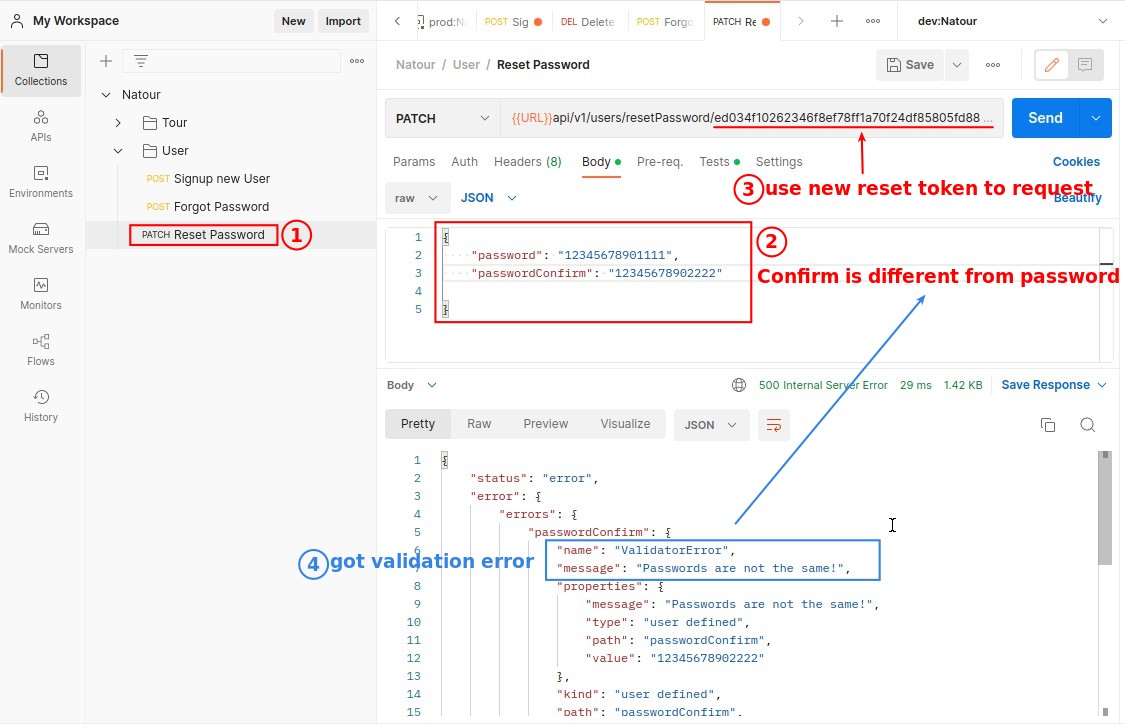 My Workspace
New
Import
prod:N
POST Sig
DEL Delete
POST Forgo
PATCH Re
dev:Natour
Collections
APIs
Environments
Mock Servers
Monitors
Flows
History
Natour
Tour
User
POST Signup new User
POST Forgot Password
PATCH Reset Password
1
Natour / User / Reset Password
Save
PATCH
{{URL}}api/v1/users/resetPassword/ed034f10262346f8ef78ff1a70f24df85805fd88 ...
Send
Params Auth Headers (8) Body Pre-req. Tests Settings
Cookies
3 use new reset token to request
raw
JSON
Beautify
1 {
2 "password": "12345678901111",
3 "passwordConfirm": "12345678902222"
4
5 }
2
Confirm is different from password
Body
500 Internal Server Error 29 ms 1.42 KB
Save Response
Pretty Raw Preview Visualize
JSON
1 {
2 "status": "error",
3 "error": {
4 "errors": {
5 "passwordConfirm": {
6 "name": "ValidatorError",
"message": "Passwords are not the same!",
4 got validation error
8 "properties": {
9 "message": "Passwords are not the same!",
10 "type": "user defined",
11 "path": "passwordConfirm",
12 "value": "12345678902222"
13 },
14 "kind": "user defined",
15 "path": "passwordConfirm".